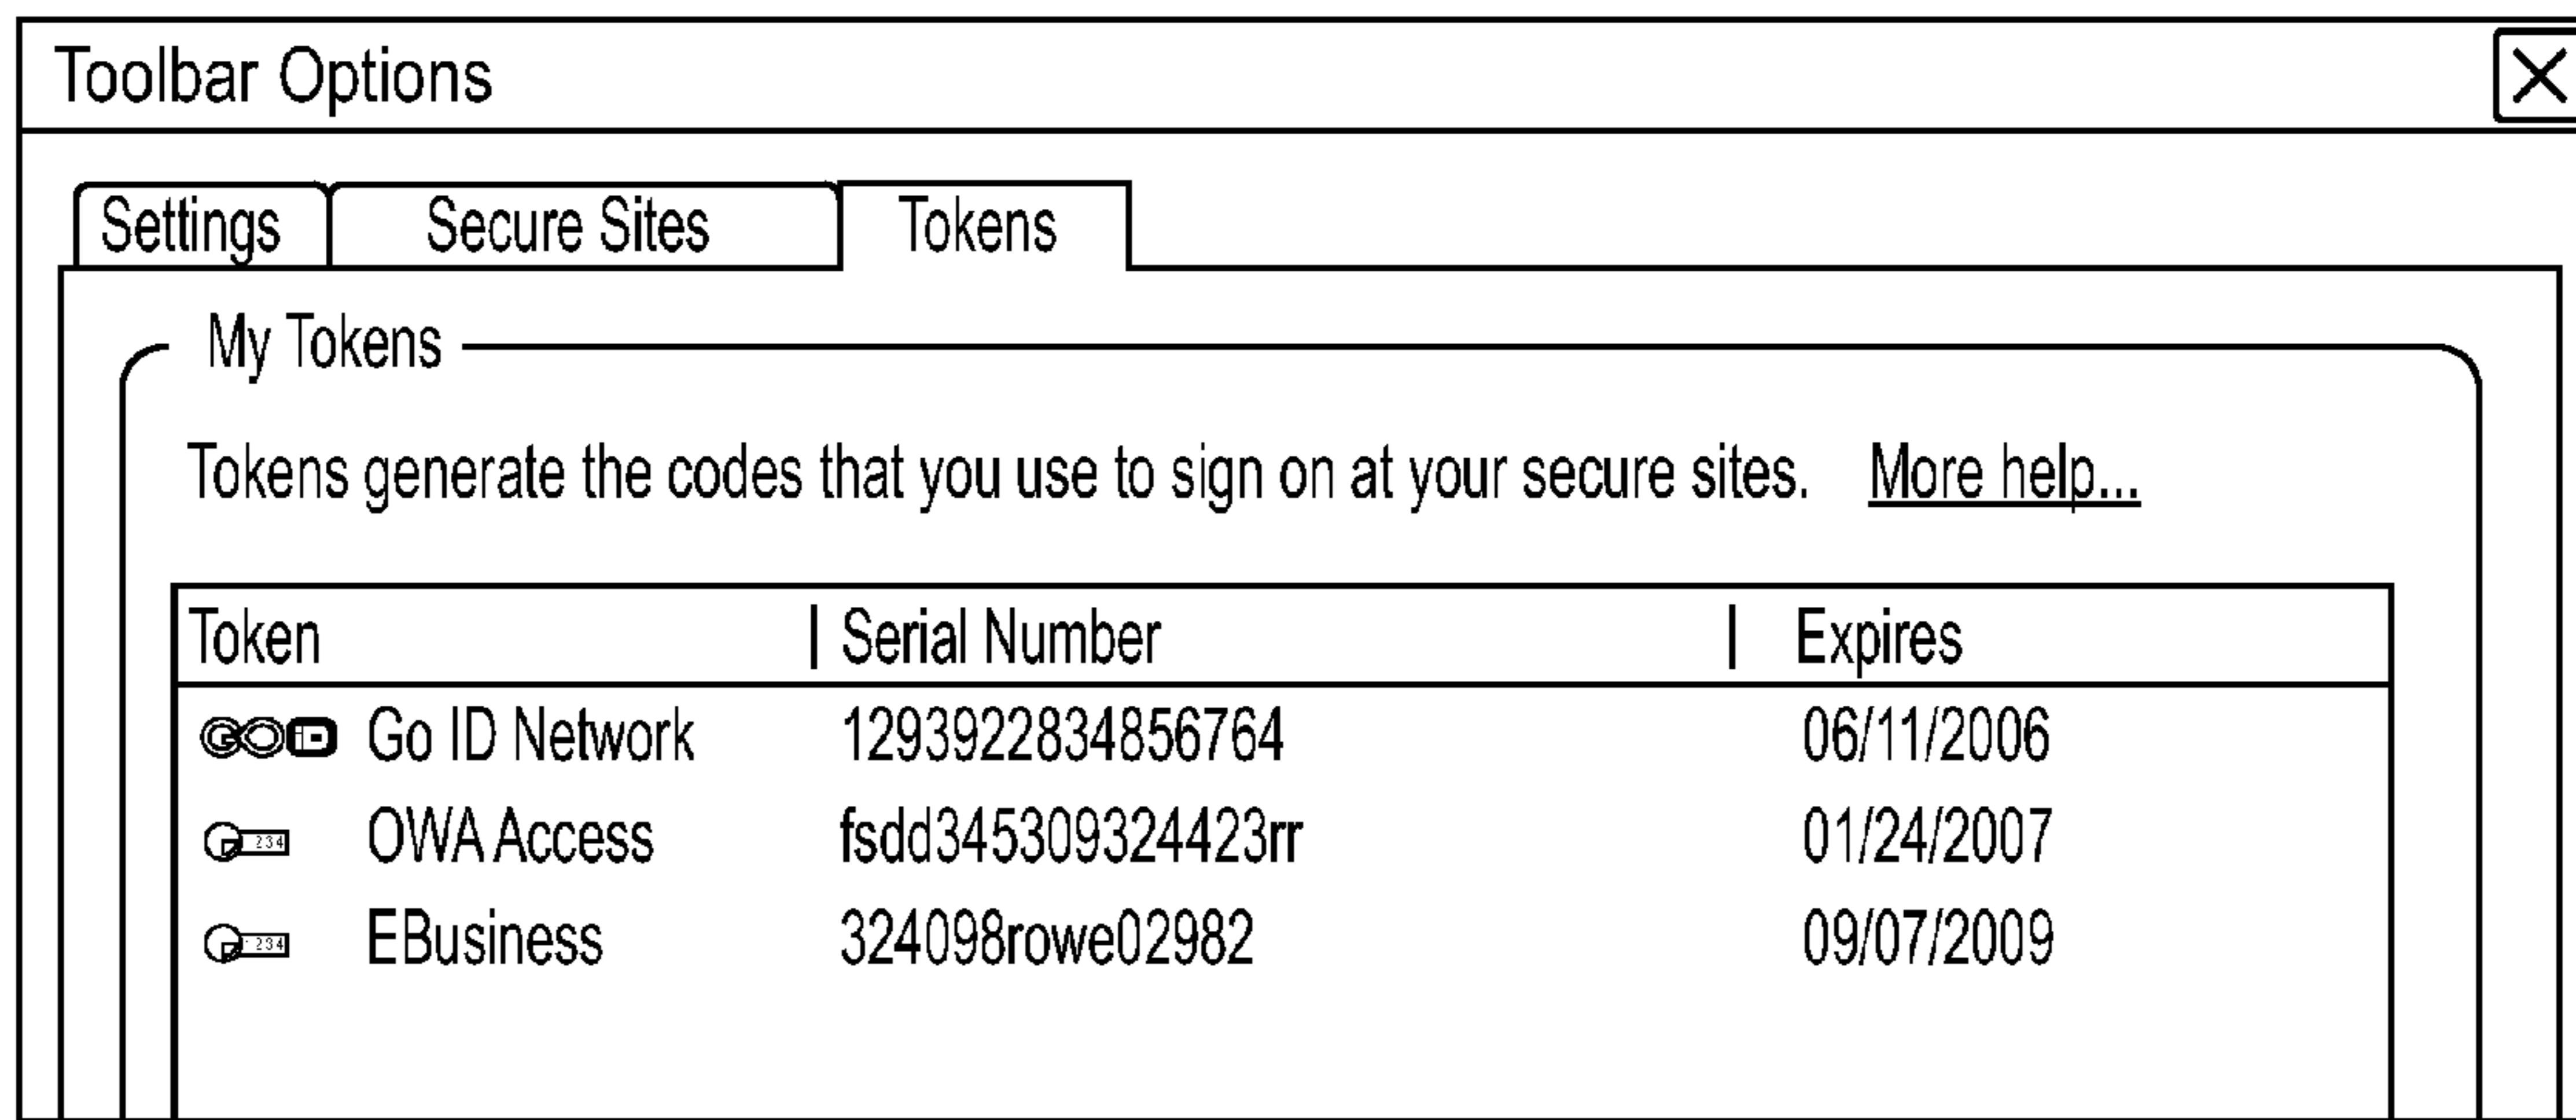 Toolbar Options
Settings Secure Sites Tokens
My Tokens
Tokens generate the codes that you use to sign on at your secure sites. More help...
Token | Serial Number | Expires
Go ID Network 1293922834856764 06/11/2006
234 OWA Access fsdd345309324423rr 01/24/2007
234 EBusiness 324098rowe02982 09/07/2009